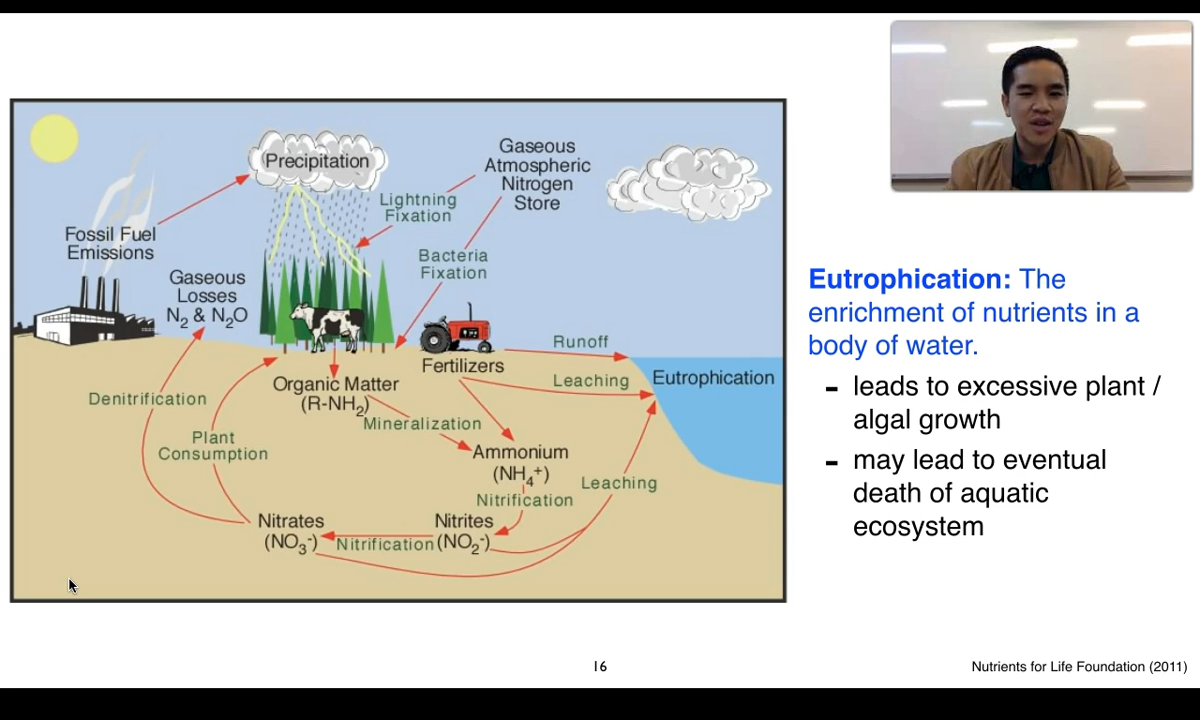 Precipitation
Gaseous
Atmospheric
Nitrogen
Store
Lightning
Fixation
Fossil Fuel
Emissions
Bacteria
Fixation
Gaseous
Losses
N₂ & N₂O
Runoff
Fertilizers
Leaching
Eutrophication
Organic Matter
(R-NH₂)
Denitrification
Mineralization
Plant
Consumption
Ammonium
(NH₄⁺)
Leaching
Nitrification
Nitrates
(NO₃⁻)
Nitrification
Nitrites
(NO₂⁻)
Eutrophication: The
enrichment of nutrients in a
body of water.
- leads to excessive plant /
algal growth
- may lead to eventual
death of aquatic
ecosystem
16
Nutrients for Life Foundation (2011)